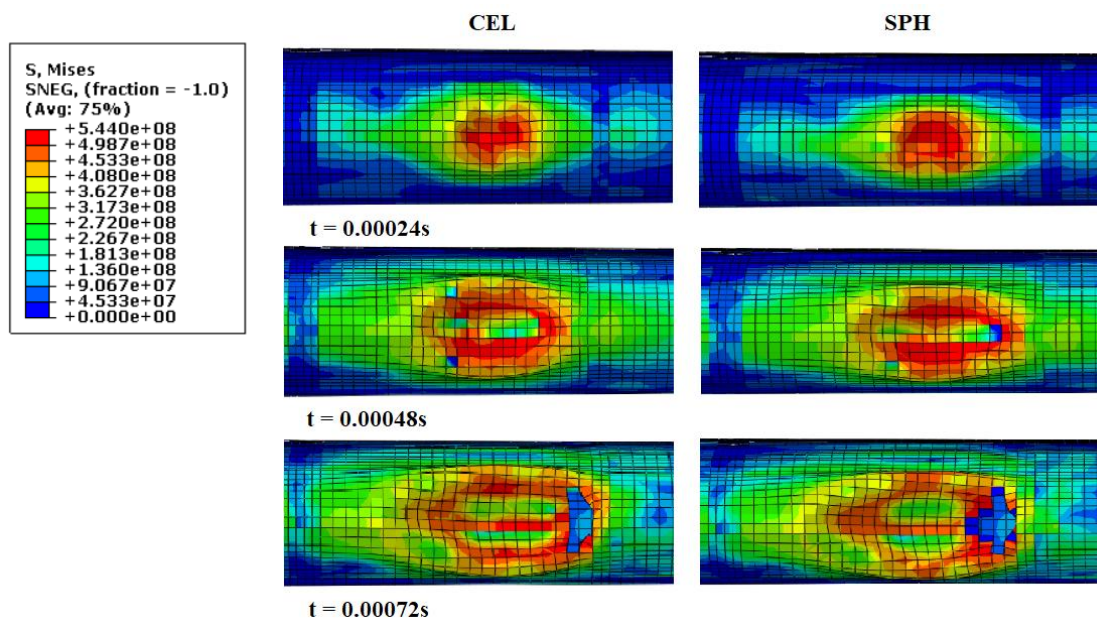 CEL
SPH
S, Mises
SNEG, (fraction = -1.0)
(Avg: 75%)
+5.440e+08
+4.987e+08
+4.533e+08
+4.080e+08
+3.627e+08
+3.173e+08
+2.720e+08
+2.267e+08
+1.813e+08
+1.360e+08
+9.067e+07
+4.533e+07
+0.000e+00
t = 0.00024s
t = 0.00048s
t = 0.00072s